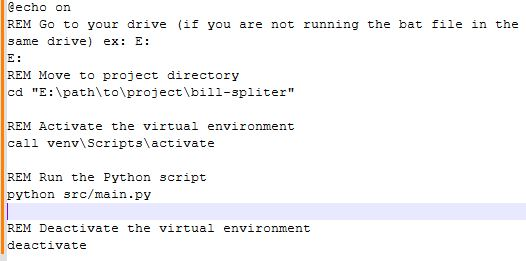 @echo on
REM Go to your drive (if you are not running the bat file in the
same drive) ex: E:
E:
REM Move to project directory
cd "E:\path\to\project\bill-spliter"
REM Activate the virtual environment
call venv\Scripts\activate
REM Run the Python script
python src/main.py
REM Deactivate the virtual environment
deactivate